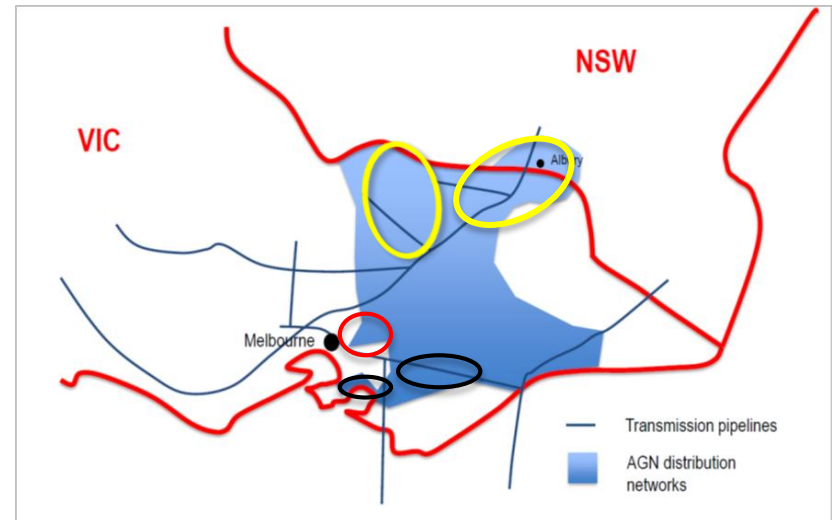 NSW
VIC
Albury
Melbourne
Transmission pipelines
AGN distribution
networks